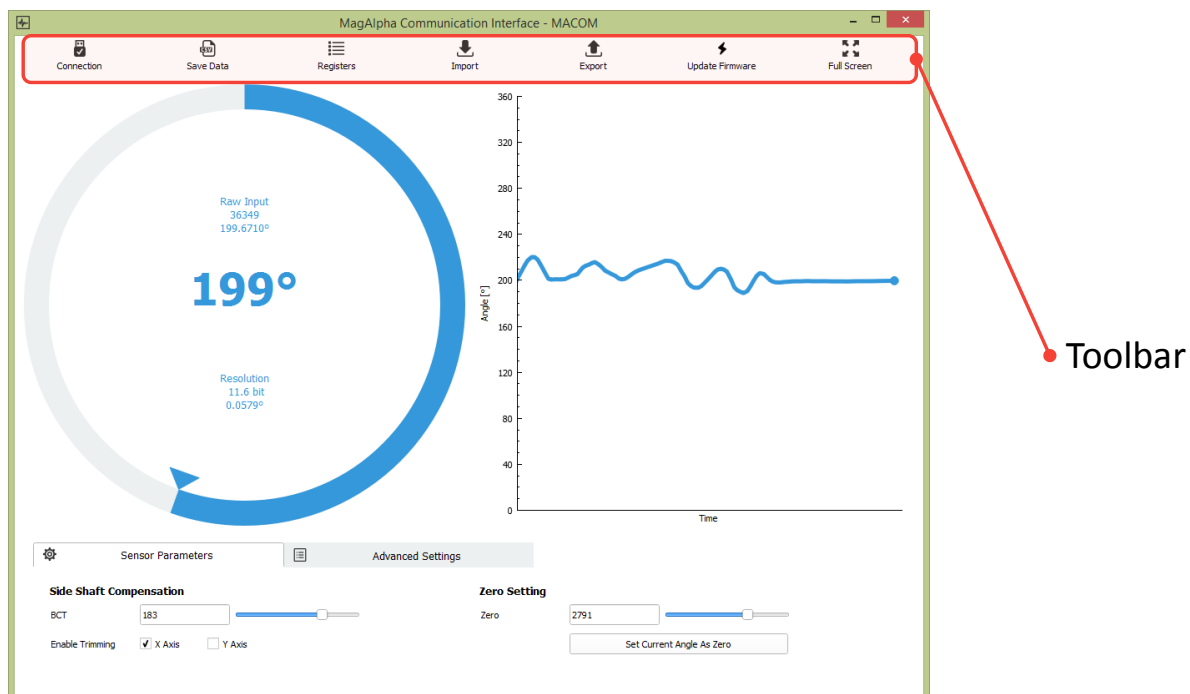 MagAlpha Communication Interface - MACOM
Connection Save Data Registers Import Export Update Firmware Full Screen
CSV
Raw Input
36349
199.6710°
199°
Resolution
11.6 bit
0.0579°
360
320
280
240
200
160
120
80
40
0
Angle [°]
Time
Toolbar
Sensor Parameters Advanced Settings
Side Shaft Compensation Zero Setting
BCT 183 Zero 2791
Enable Trimming X Axis Y Axis Set Current Angle As Zero